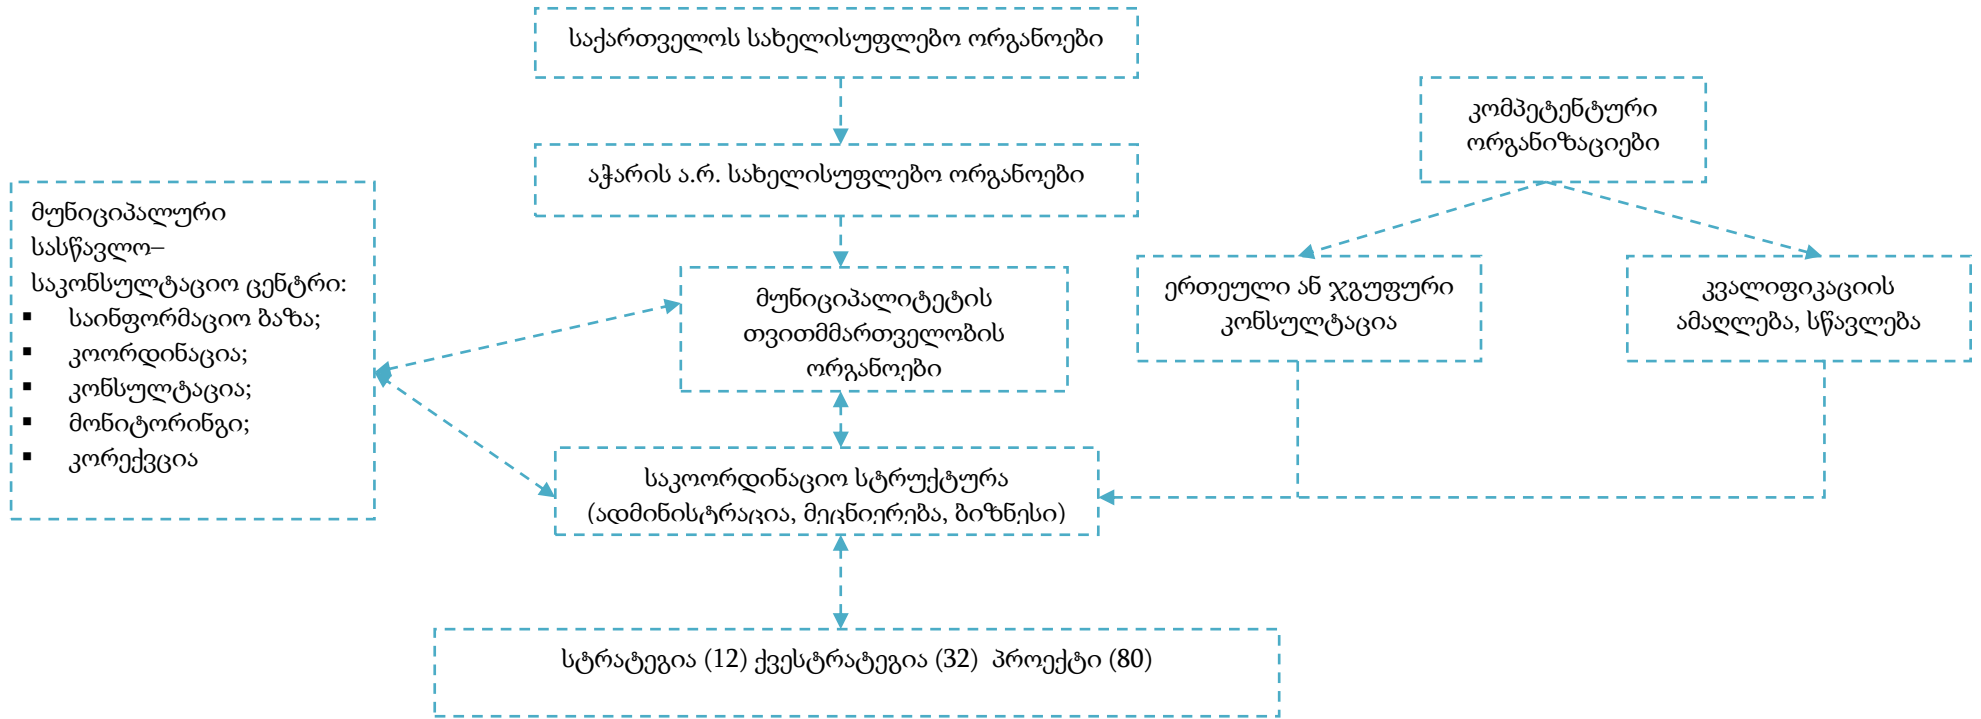 საქართველოს სახელისუფლებო ორგანოები
აჭარის ა.რ. სახელისუფლებო ორგანოები
კომპეტენტური
ორგანიზაციები
მუნიციპალური
სასწავლო–
საკონსულტაციო ცენტრი:
▪ საინფორმაციო ბაზა;
▪ კოორდინაცია;
▪ კონსულტაცია;
▪ მონიტორინგი;
▪ კორექვცია
მუნიციპალიტეტის
თვითმმართველობის
ორგანოები
ერთეული ან ჯგუფური
კონსულტაცია
კვალიფიკაციის
ამაღლება, სწავლება
საკოორდინაციო სტრუქტურა
(ადმინისტრაცია, მეცნიერება, ბიზნესი)
სტრატეგია (12) ქვესტრატეგია (32) პროექტი (80)